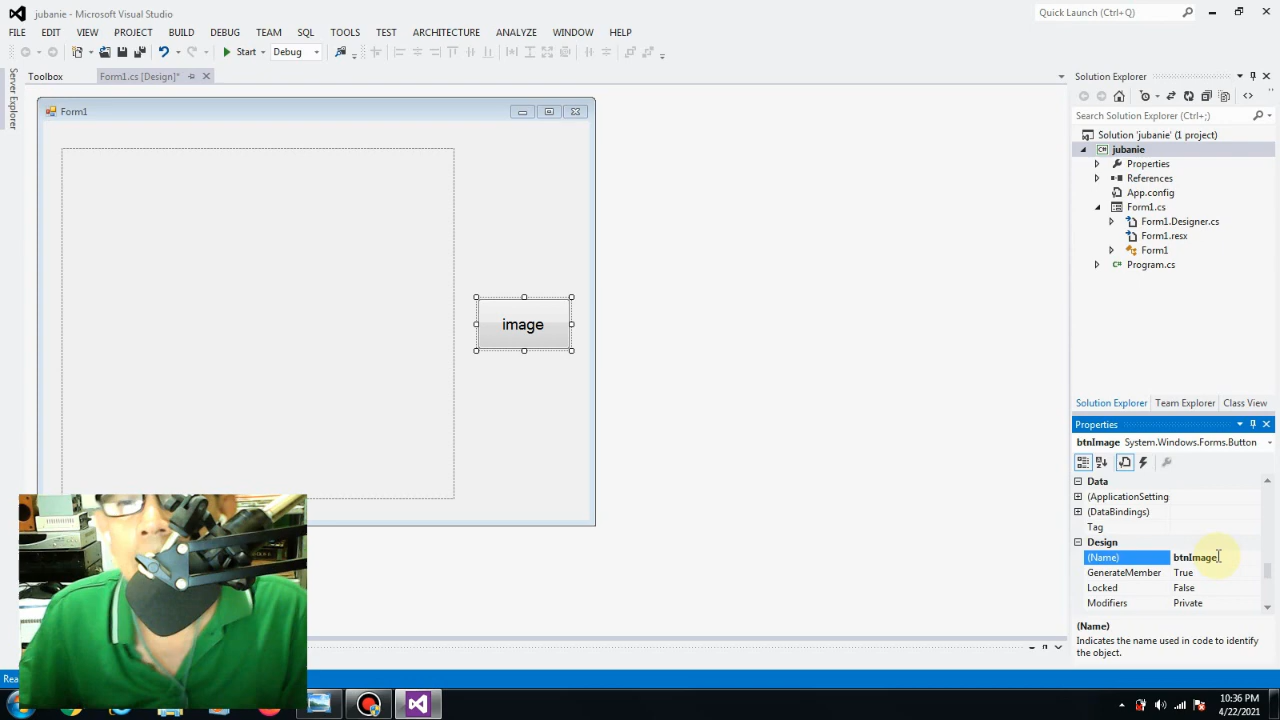 jubanie - Microsoft Visual Studio
Quick Launch (Ctrl+Q)
FILE EDIT VIEW PROJECT BUILD DEBUG TEAM SQL TOOLS TEST ARCHITECTURE ANALYZE WINDOW HELP
Start Debug
Server Explorer
Toolbox
Form1.cs [Design]*
Form1
image
Solution Explorer
Search Solution Explorer (Ctrl+;)
Solution 'jubanie' (1 project)
jubanie
Properties
References
App.config
Form1.cs
Form1.Designer.cs
Form1.resx
Form1
Program.cs
Solution Explorer Team Explorer Class View
Properties
btnImage System.Windows.Forms.Button
Data
(ApplicationSetting
(DataBindings)
Tag
Design
(Name) btnImage
GenerateMember True
Locked False
Modifiers Private
(Name)
Indicates the name used in code to identify
the object.
Rea
10:36 PM
4/22/2021